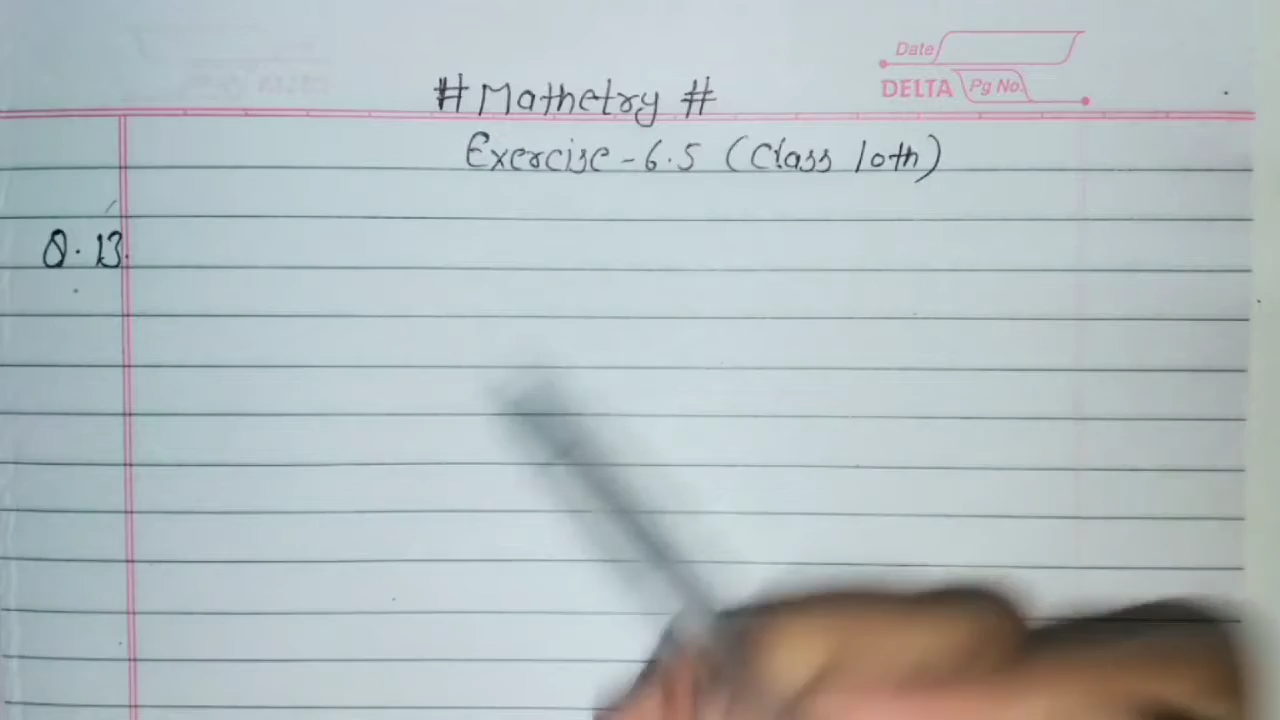 Date
# Mathetry #
DELTA Pg No.
Exercise - 6.5 (Class 10th)
Q. 13.